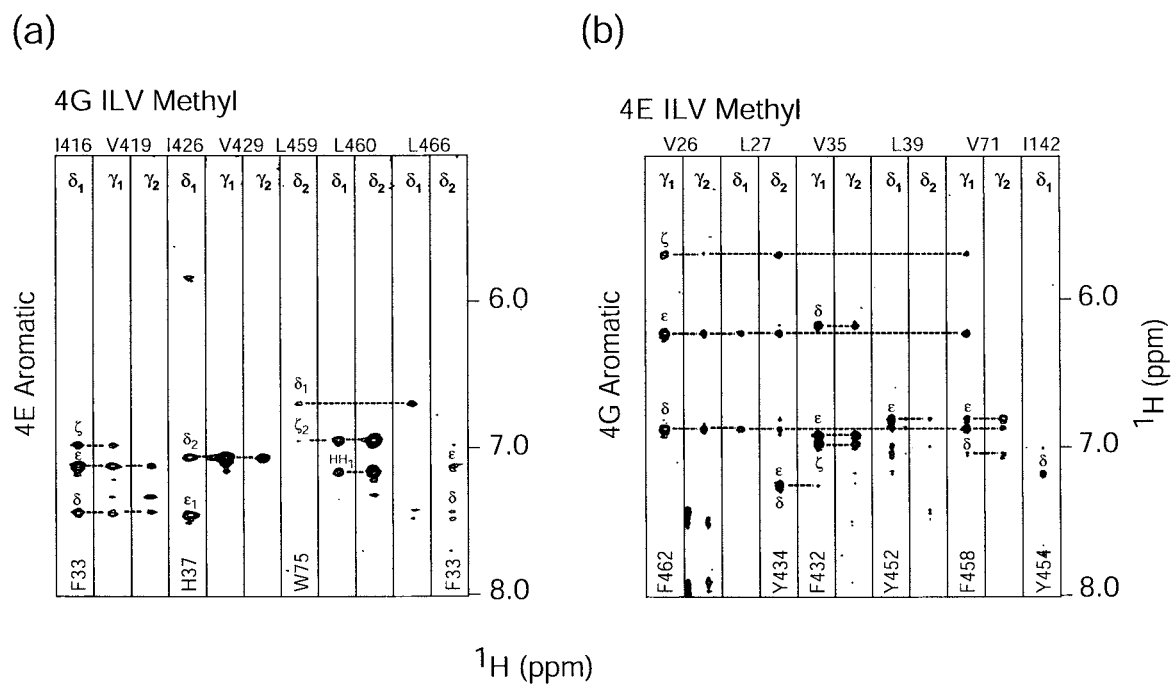 (a)
4G ILV Methyl
I416 V419 I426 V429 L459 L460 L466
δ1 γ1 γ2 δ1 γ1 γ2 δ2 δ1 δ2 δ1 δ2
4E Aromatic
6.0
7.0
8.0
δ1
ζ δ2 ζ2
ε HH1 ε
δ ε1 δ
F33 H37 W75 F33
1H (ppm)
(b)
4E ILV Methyl
V26 L27 V35 L39 V71 I142
γ1 γ2 δ1 δ2 γ1 γ2 δ1 δ2 γ1 γ2 δ1
4G Aromatic
6.0
7.0
8.0
1H (ppm)
ζ
ε δ
δ ε ε ε
ε ζ δ δ
δ
F462 Y434 F432 Y452 F458 Y454